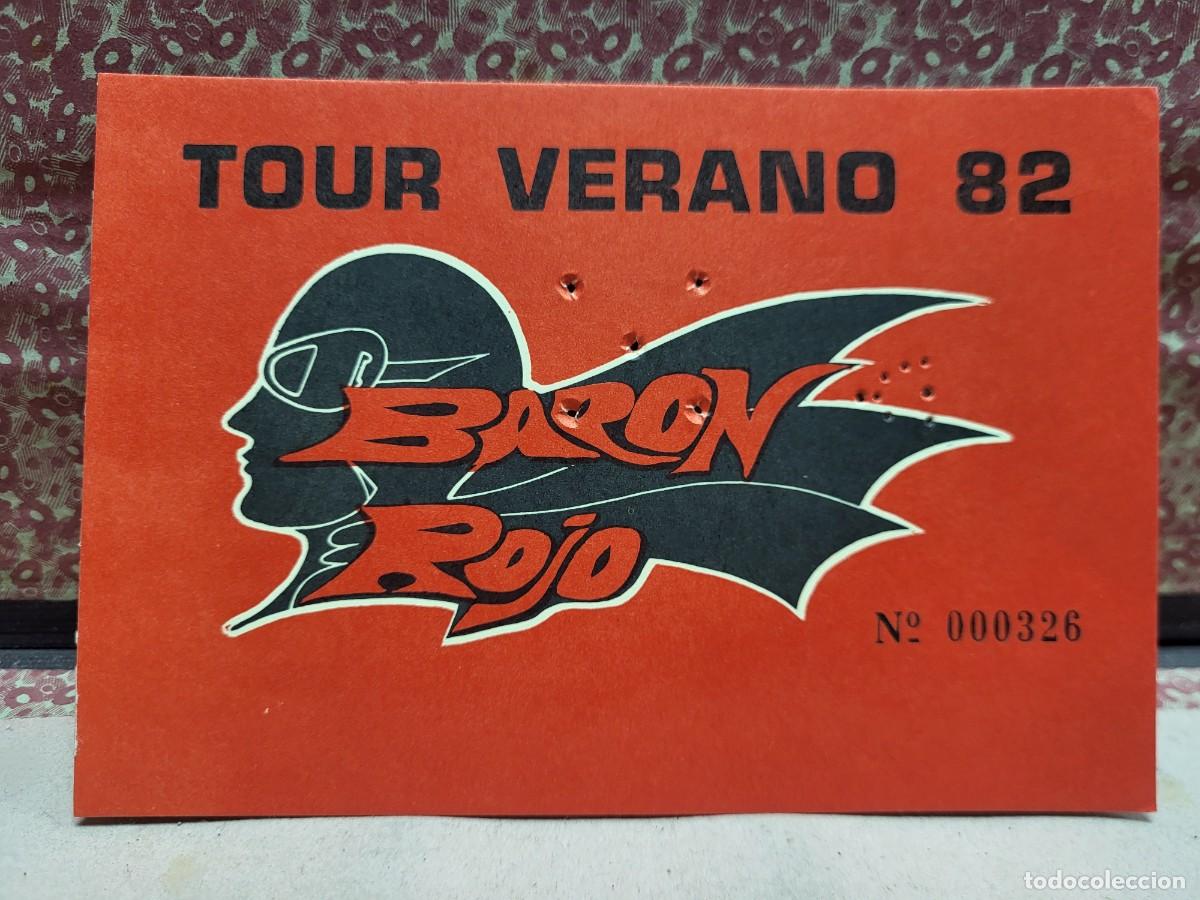 TOUR VERANO 82
BARON
ROJO
Nº 000326
todocoleccion